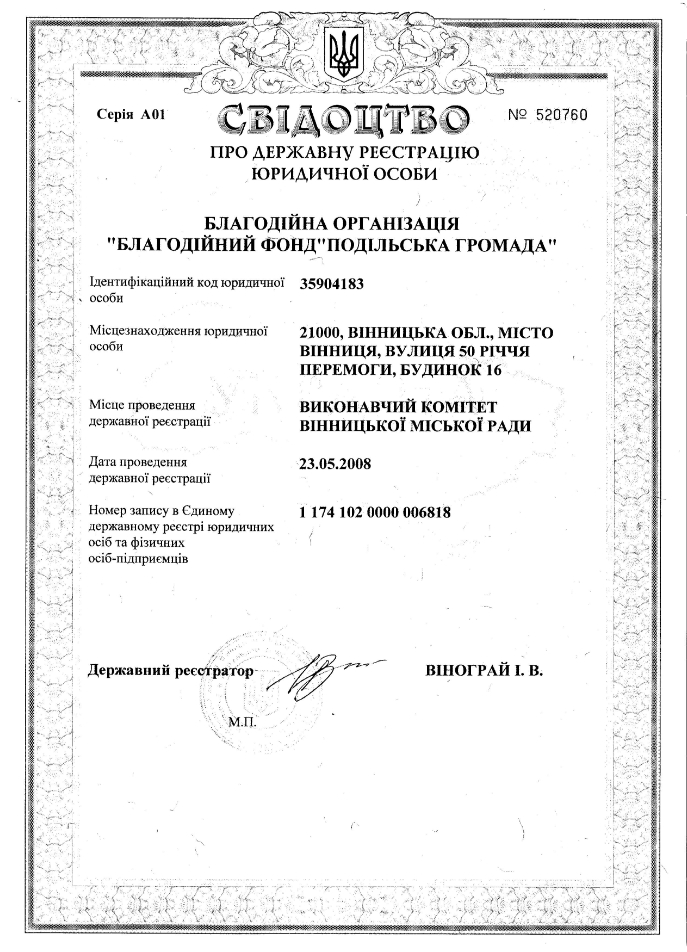 Серія А01
СВІДОЦТВО
№ 520760
ПРО ДЕРЖАВНУ РЕЄСТРАЦІЮ
ЮРИДИЧНОЇ ОСОБИ
БЛАГОДІЙНА ОРГАНІЗАЦІЯ
"БЛАГОДІЙНИЙ ФОНД"ПОДІЛЬСЬКА ГРОМАДА"
Ідентифікаційний код юридичної
особи
35904183
Місцезнаходження юридичної
особи
21000, ВІННИЦЬКА ОБЛ., МІСТО
ВІННИЦЯ, ВУЛИЦЯ 50 РІЧЧЯ
ПЕРЕМОГИ, БУДИНОК 16
Місце проведення
державної реєстрації
ВИКОНАВЧИЙ КОМІТЕТ
ВІННИЦЬКОЇ МІСЬКОЇ РАДИ
Дата проведення
державної реєстрації
23.05.2008
Номер запису в Єдиному
державному реєстрі юридичних
осіб та фізичних
осіб-підприємців
1 174 102 0000 006818
Державний реєстратор
ВІНОГРАЙ І. В.
М.П.